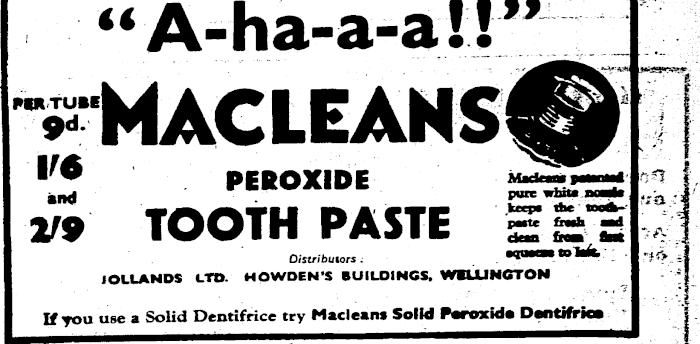 “A-ha-a-a!!”
PER TUBE
9d.
1/6
and
2/9
MACLEANS
PEROXIDE
TOOTH PASTE
Macleans patented
pure white nozzle
keeps the tooth-
paste fresh and
clean from first
squeeze to last.
Distributors:
JOLLANDS LTD. HOWDEN'S BUILDINGS, WELLINGTON
If you use a Solid Dentifrice try Macleans Solid Peroxide Dentifrice